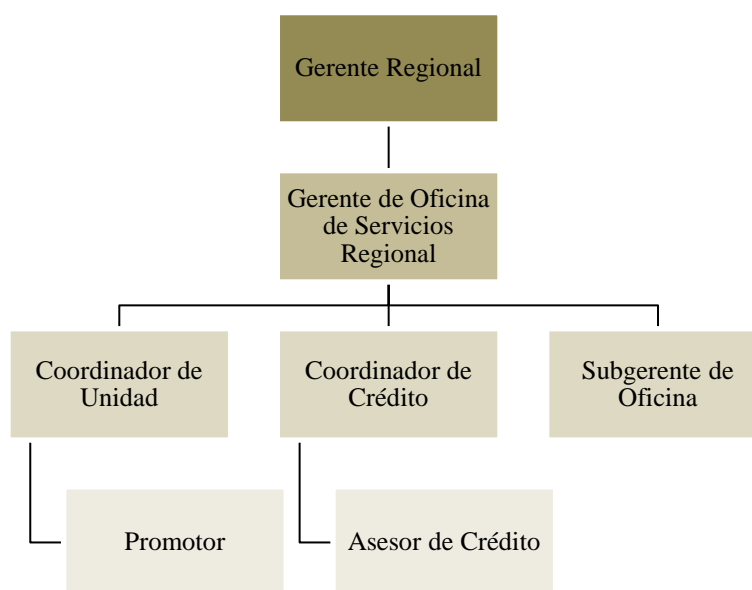 Gerente Regional
Gerente de Oficina
de Servicios
Regional
Coordinador de
Unidad
Coordinador de
Crédito
Subgerente de
Oficina
Promotor
Asesor de Crédito